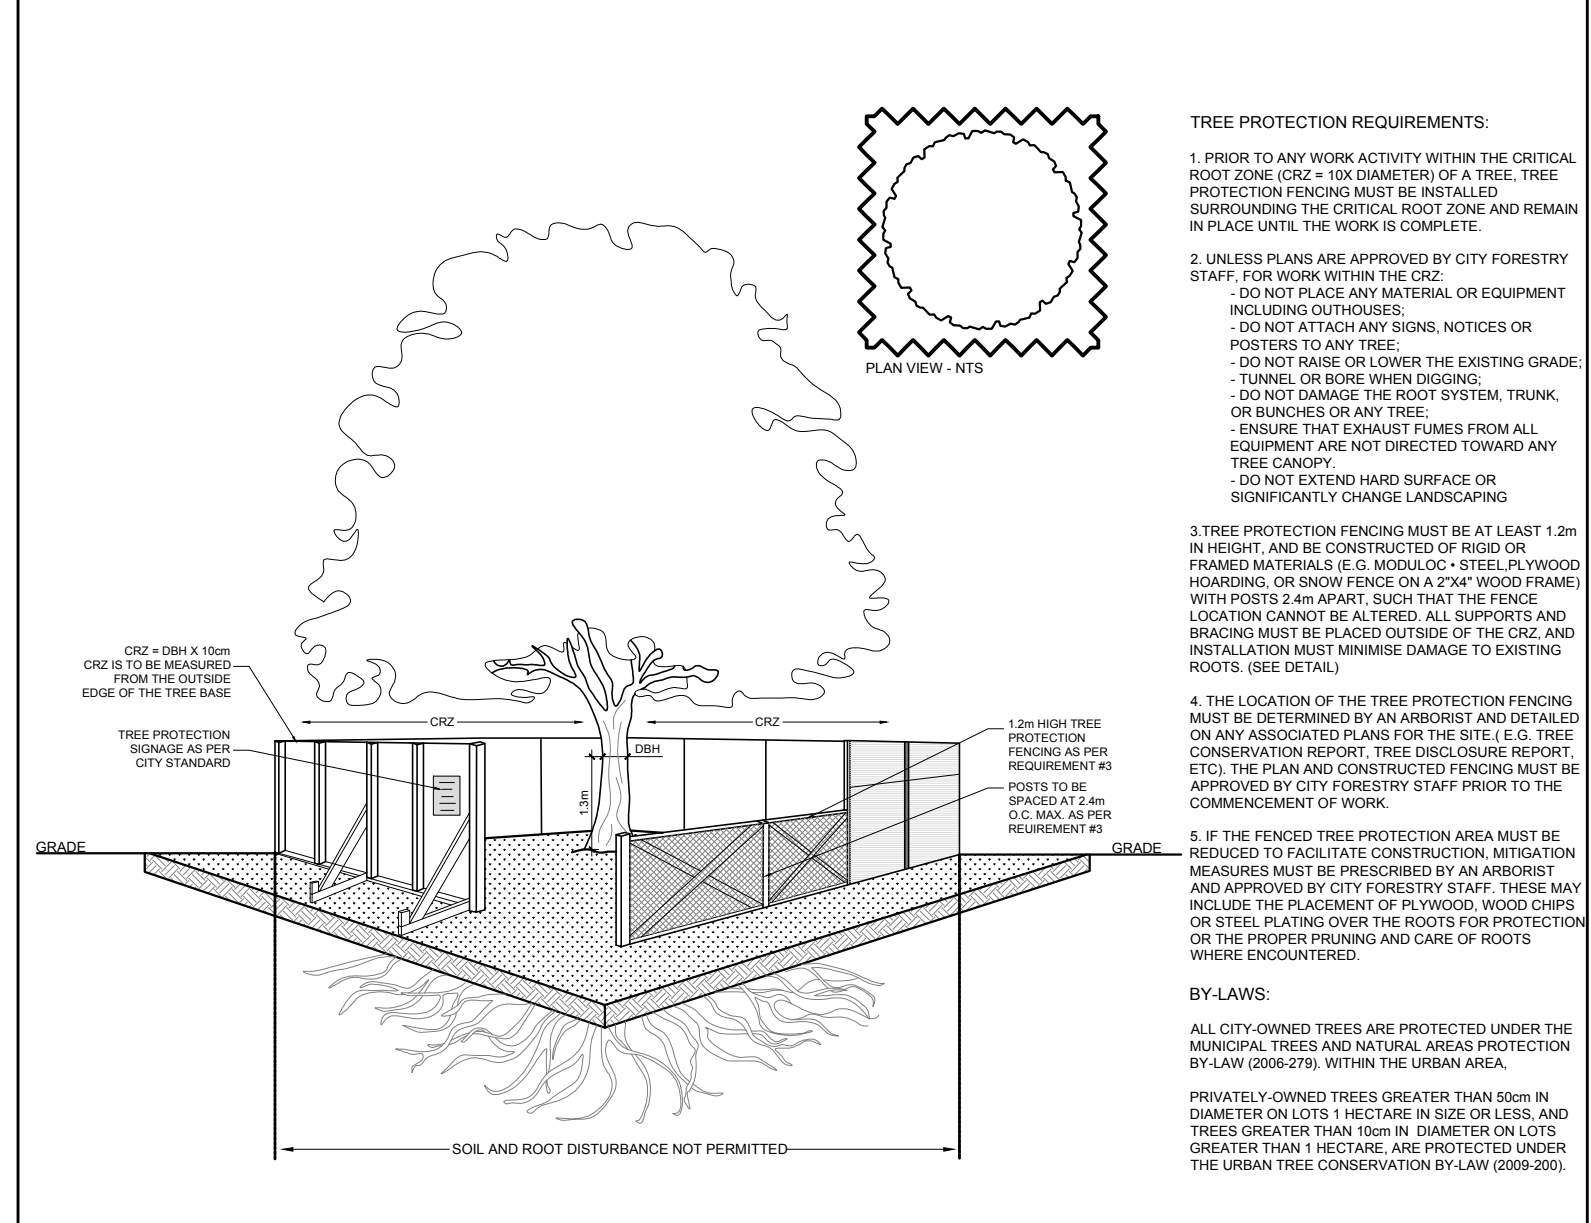 PLAN VIEW - NTS
CRZ = DBH X 10cm
CRZ IS TO BE MEASURED
FROM THE OUTSIDE
EDGE OF THE TREE BASE
TREE PROTECTION
SIGNAGE AS PER
CITY STANDARD
CRZ
CRZ
DBH
1.3m
1.2m HIGH TREE
PROTECTION
FENCING AS PER
REQUIREMENT #3
POSTS TO BE
SPACED AT 2.4m
O.C. MAX. AS PER
REUIREMENT #3
GRADE
GRADE
SOIL AND ROOT DISTURBANCE NOT PERMITTED
TREE PROTECTION REQUIREMENTS:
1. PRIOR TO ANY WORK ACTIVITY WITHIN THE CRITICAL
ROOT ZONE (CRZ = 10X DIAMETER) OF A TREE, TREE
PROTECTION FENCING MUST BE INSTALLED
SURROUNDING THE CRITICAL ROOT ZONE AND REMAIN
IN PLACE UNTIL THE WORK IS COMPLETE.
2. UNLESS PLANS ARE APPROVED BY CITY FORESTRY
STAFF, FOR WORK WITHIN THE CRZ:
- DO NOT PLACE ANY MATERIAL OR EQUIPMENT
INCLUDING OUTHOUSES;
- DO NOT ATTACH ANY SIGNS, NOTICES OR
POSTERS TO ANY TREE;
- DO NOT RAISE OR LOWER THE EXISTING GRADE;
- TUNNEL OR BORE WHEN DIGGING;
- DO NOT DAMAGE THE ROOT SYSTEM, TRUNK,
OR BUNCHES OR ANY TREE;
- ENSURE THAT EXHAUST FUMES FROM ALL
EQUIPMENT ARE NOT DIRECTED TOWARD ANY
TREE CANOPY.
- DO NOT EXTEND HARD SURFACE OR
SIGNIFICANTLY CHANGE LANDSCAPING
3.TREE PROTECTION FENCING MUST BE AT LEAST 1.2m
IN HEIGHT, AND BE CONSTRUCTED OF RIGID OR
FRAMED MATERIALS (E.G. MODULOC • STEEL,PLYWOOD
HOARDING, OR SNOW FENCE ON A 2"X4" WOOD FRAME)
WITH POSTS 2.4m APART, SUCH THAT THE FENCE
LOCATION CANNOT BE ALTERED. ALL SUPPORTS AND
BRACING MUST BE PLACED OUTSIDE OF THE CRZ, AND
INSTALLATION MUST MINIMISE DAMAGE TO EXISTING
ROOTS. (SEE DETAIL)
4. THE LOCATION OF THE TREE PROTECTION FENCING
MUST BE DETERMINED BY AN ARBORIST AND DETAILED
ON ANY ASSOCIATED PLANS FOR THE SITE.( E.G. TREE
CONSERVATION REPORT, TREE DISCLOSURE REPORT,
ETC). THE PLAN AND CONSTRUCTED FENCING MUST BE
APPROVED BY CITY FORESTRY STAFF PRIOR TO THE
COMMENCEMENT OF WORK.
5. IF THE FENCED TREE PROTECTION AREA MUST BE
REDUCED TO FACILITATE CONSTRUCTION, MITIGATION
MEASURES MUST BE PRESCRIBED BY AN ARBORIST
AND APPROVED BY CITY FORESTRY STAFF. THESE MAY
INCLUDE THE PLACEMENT OF PLYWOOD, WOOD CHIPS
OR STEEL PLATING OVER THE ROOTS FOR PROTECTION
OR THE PROPER PRUNING AND CARE OF ROOTS
WHERE ENCOUNTERED.
BY-LAWS:
ALL CITY-OWNED TREES ARE PROTECTED UNDER THE
MUNICIPAL TREES AND NATURAL AREAS PROTECTION
BY-LAW (2006-279). WITHIN THE URBAN AREA,
PRIVATELY-OWNED TREES GREATER THAN 50cm IN
DIAMETER ON LOTS 1 HECTARE IN SIZE OR LESS, AND
TREES GREATER THAN 10cm IN DIAMETER ON LOTS
GREATER THAN 1 HECTARE, ARE PROTECTED UNDER
THE URBAN TREE CONSERVATION BY-LAW (2009-200).